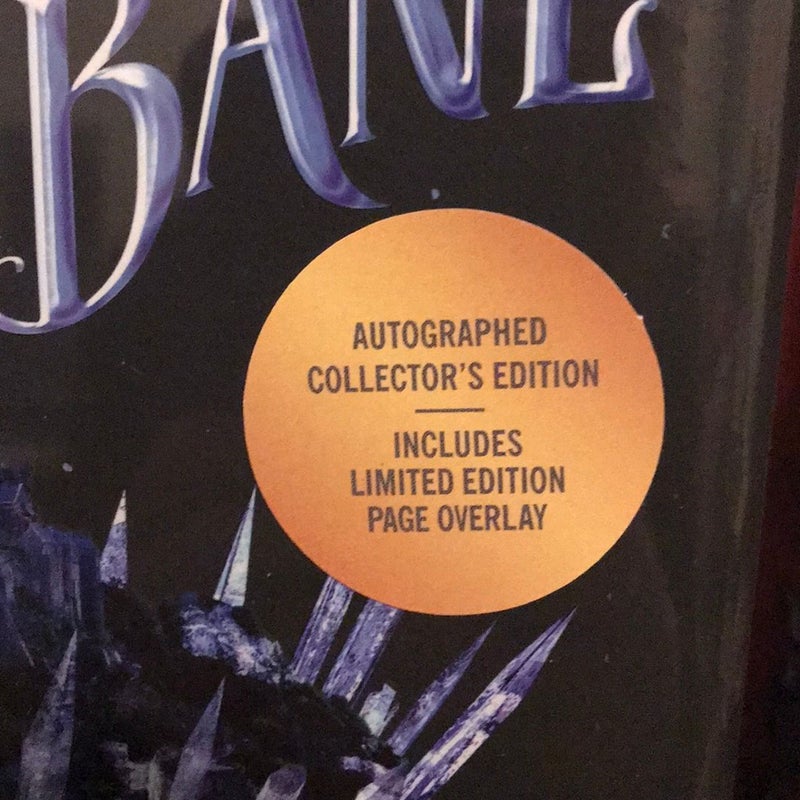 BANE
AUTOGRAPHED
COLLECTOR'S EDITION
INCLUDES
LIMITED EDITION
PAGE OVERLAY